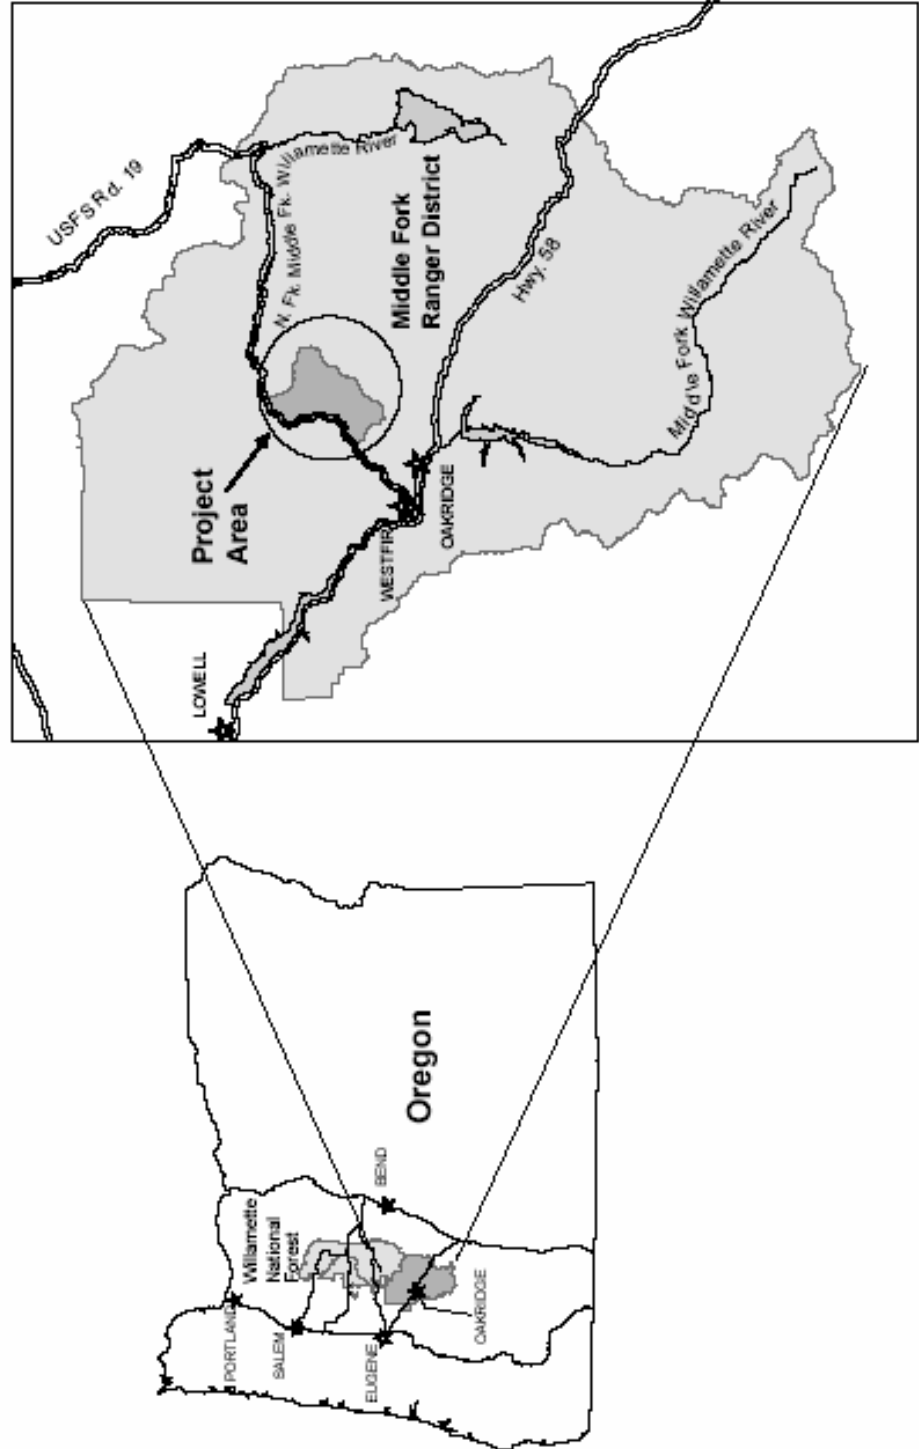 USFS Rd. 19
N. Fk. Middle Fk. Willamette River
Middle Fork
Ranger District
Hwy. 58
Middle Fork Willamette River
Project
Area
WESTFIR
OAKRIDGE
LOWELL
Oregon
BEND
Willamette
National
Forest
PORTLAND
SALEM
EUGENE
OAKRIDGE